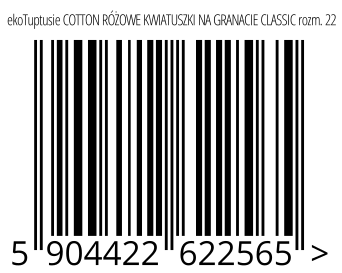 ekoTuptusie COTTON RÓŻOWE KWIATUSZKI NA GRANACIE CLASSIC rozm. 22
5 904422 622565 >